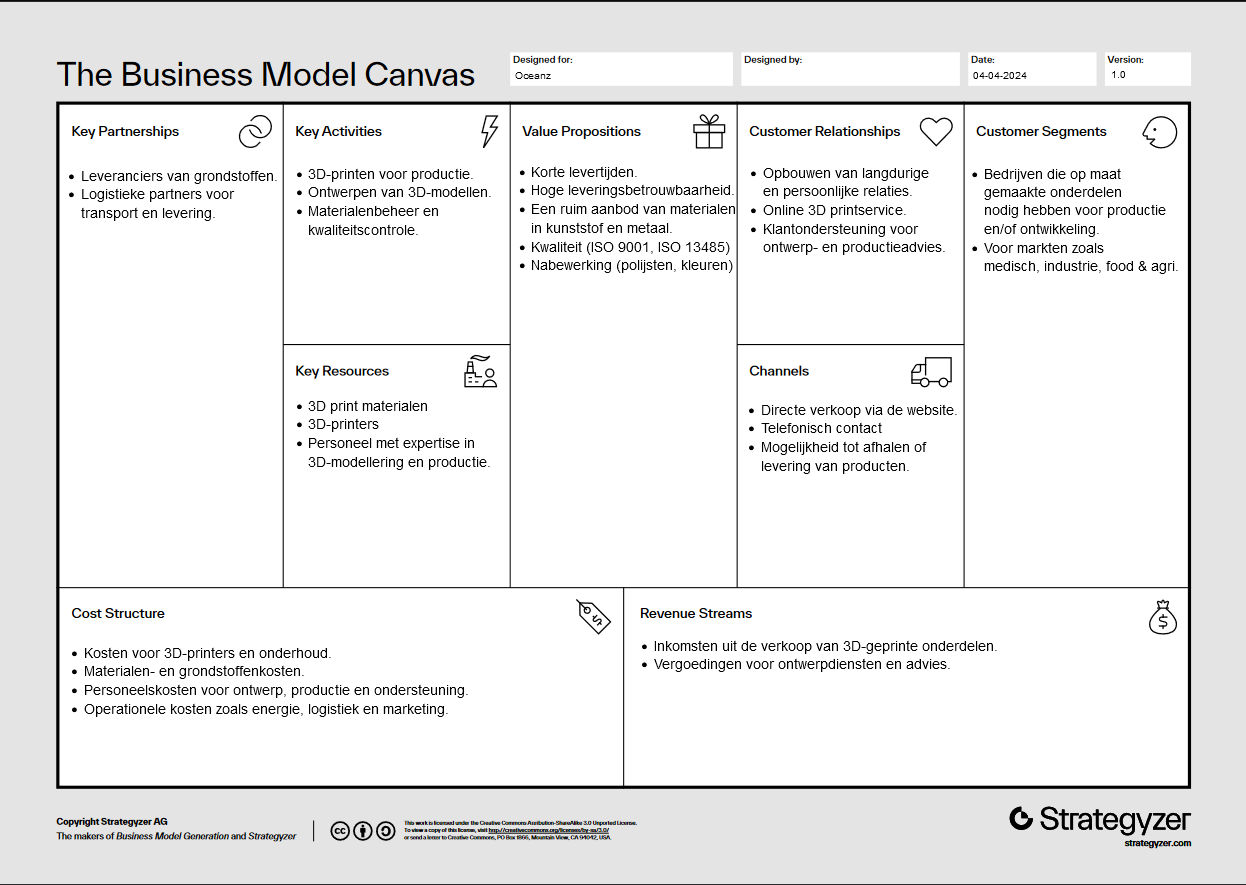 The Business Model Canvas
Designed for:
Oceanz
Designed by:
Date:
04-04-2024
Version:
1.0
Key Partnerships
• Leveranciers van grondstoffen.
• Logistieke partners voor
transport en levering.
Key Activities
• 3D-printen voor productie.
• Ontwerpen van 3D-modellen.
• Materialenbeheer en
kwaliteitscontrole.
Key Resources
• 3D print materialen
• 3D-printers
• Personeel met expertise in
3D-modellering en productie.
Value Propositions
• Korte levertijden.
• Hoge leveringsbetrouwbaarheid.
• Een ruim aanbod van materialen
in kunststof en metaal.
• Kwaliteit (ISO 9001, ISO 13485)
• Nabewerking (polijsten, kleuren)
Customer Relationships
• Opbouwen van langdurige
en persoonlijke relaties.
• Online 3D printservice.
• Klantondersteuning voor
ontwerp- en productieadvies.
Channels
• Directe verkoop via de website.
• Telefonisch contact
• Mogelijkheid tot afhalen of
levering van producten.
Customer Segments
• Bedrijven die op maat
gemaakte onderdelen
nodig hebben voor productie
en/of ontwikkeling.
• Voor markten zoals
medisch, industrie, food & agri.
Cost Structure
• Kosten voor 3D-printers en onderhoud.
• Materialen- en grondstoffenkosten.
• Personeelskosten voor ontwerp, productie en ondersteuning.
• Operationele kosten zoals energie, logistiek en marketing.
Revenue Streams
• Inkomsten uit de verkoop van 3D-geprinte onderdelen.
• Vergoedingen voor ontwerpdiensten en advies.
Copyright Strategyzer AG
The makers of Business Model Generation and Strategyzer
cc
This work is licensed under the Creative Commons Attribution-ShareAlike 3.0 Unported License.
To view a copy of this license, visit http://creativecommons.org/licenses/by-sa/3.0/
or send a letter to Creative Commons, PO Box 1866, Mountain View, CA 94042, USA.
Strategyzer
strategyzer.com